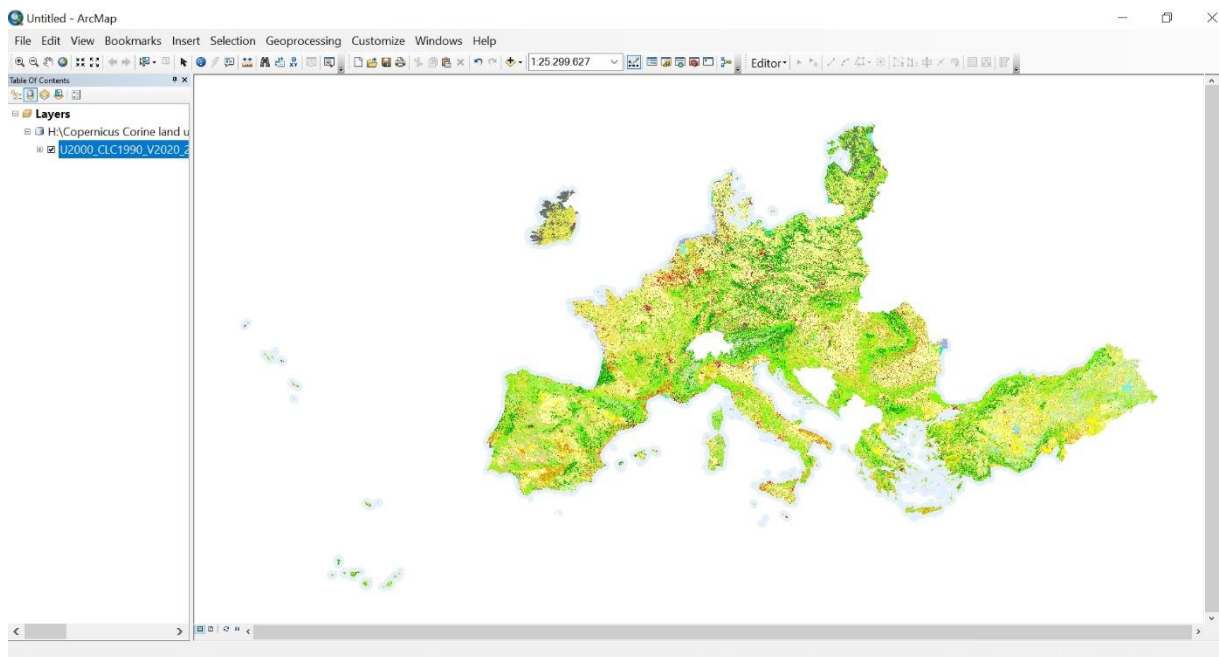 Untitled - ArcMap
File Edit View Bookmarks Insert Selection Geoprocessing Customize Windows Help
1:25.299.627 Editor
Table Of Contents
Layers
H:\Copernicus Corine land u
U2000_CLC1990_V2020_2